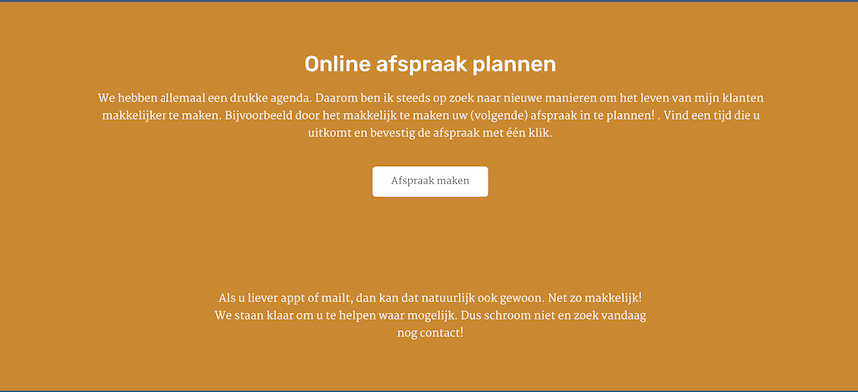 Online afspraak plannen
We hebben allemaal een drukke agenda. Daarom ben ik steeds op zoek naar nieuwe manieren om het leven van mijn klanten
makkelijker te maken. Bijvoorbeeld door het makkelijk te maken uw (volgende) afspraak in te plannen! . Vind een tijd die u
uitkomt en bevestig de afspraak met één klik.
Afspraak maken
Als u liever appt of mailt, dan kan dat natuurlijk ook gewoon. Net zo makkelijk!
We staan klaar om u te helpen waar mogelijk. Dus schroom niet en zoek vandaag
nog contact!